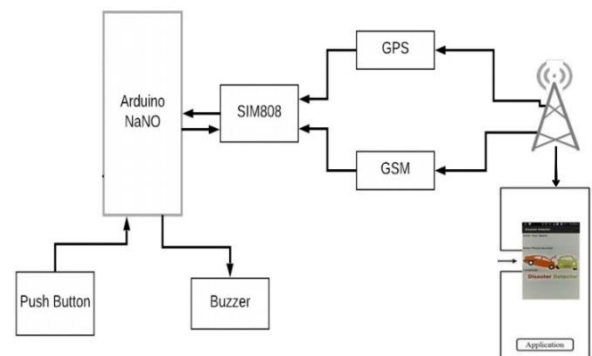 GPS
Arduino
NaNO
SIM808
GSM
Push Button
Buzzer
Disaster Detector
Application